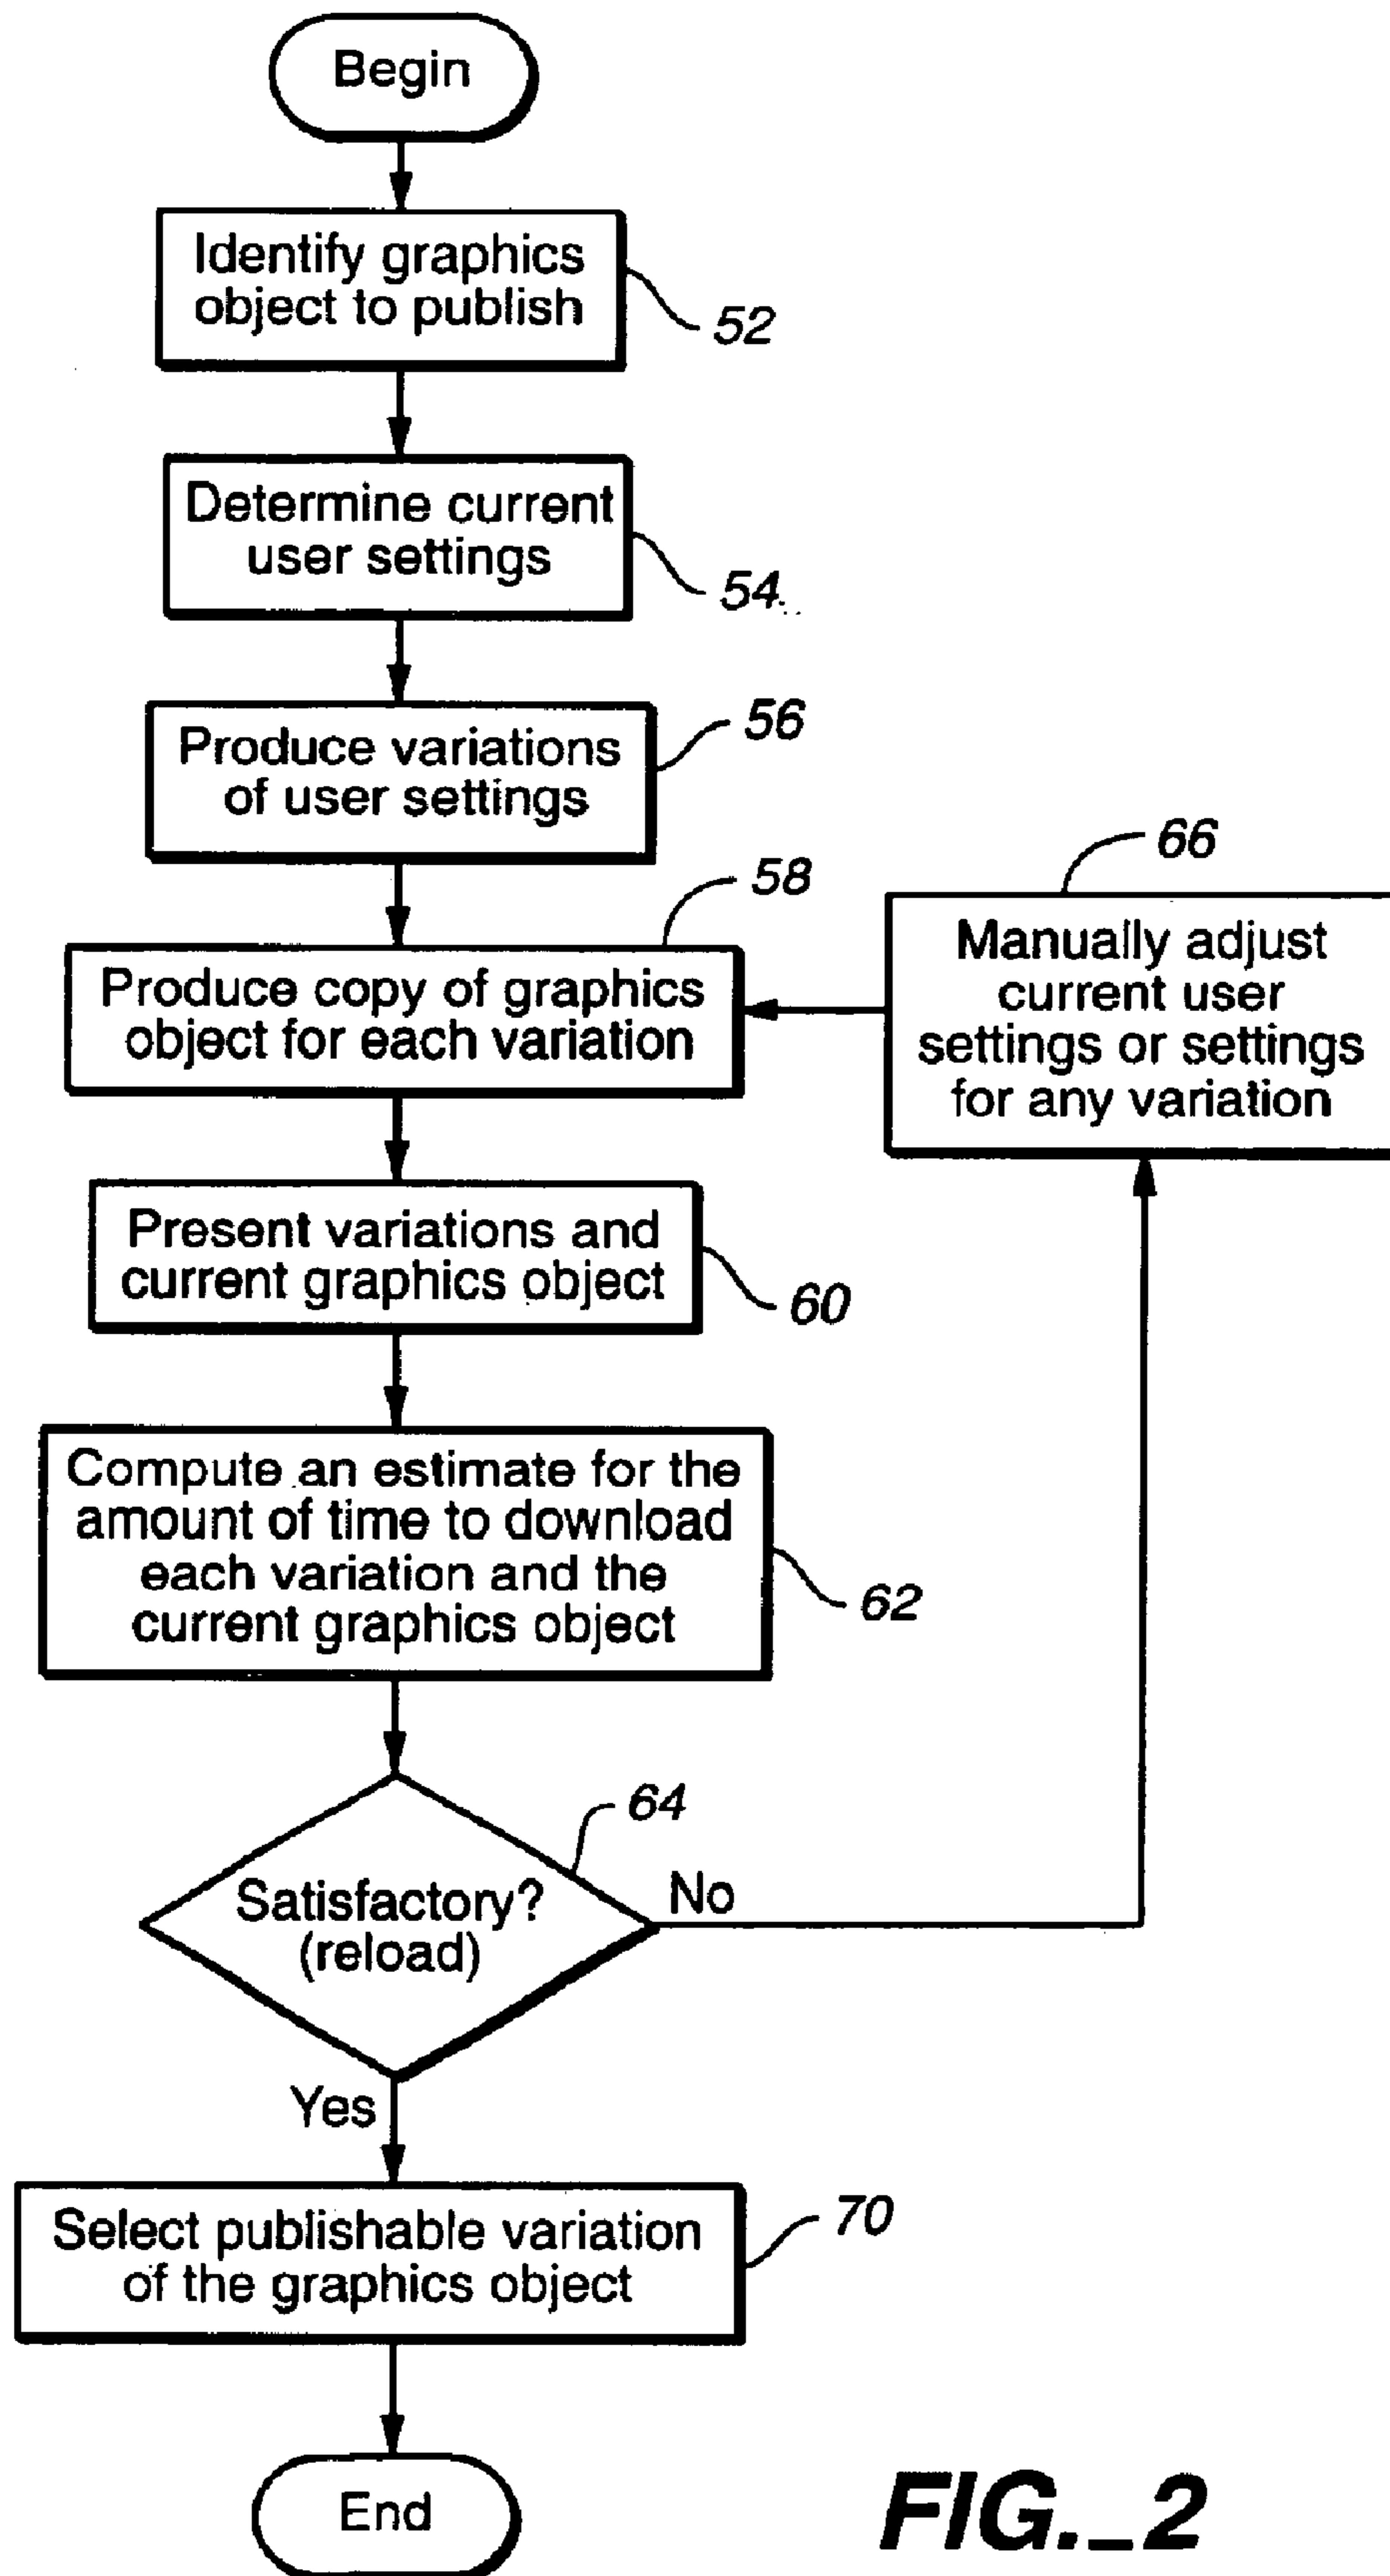 Begin
Identify graphics
object to publish
52
Determine current
user settings
54
Produce variations
of user settings
56
Produce copy of graphics
object for each variation
58
Manually adjust
current user
settings or settings
for any variation
66
Present variations and
current graphics object
60
Compute an estimate for the
amount of time to download
each variation and the
current graphics object
62
Satisfactory?
(reload)
64
No
Yes
Select publishable variation
of the graphics object
70
End
FIG._2